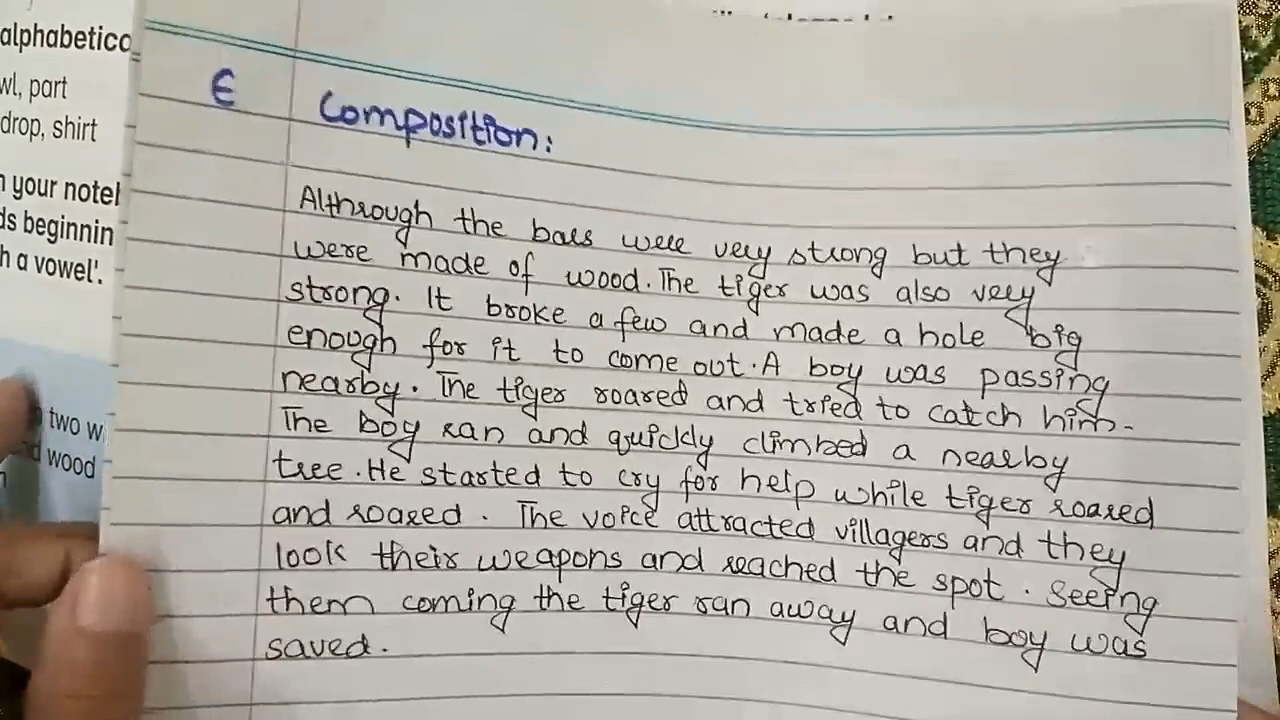 alphabetic
wl, part
drop, shirt
n your note
ds beginnin
h a vowel'.
two w
d wood
E Composition:
Although the bars were very strong but they
were made of wood. The tiger was also very
strong. It broke a few and made a hole big
enough for it to come out. A boy was passing
nearby. The tiger roared and tried to catch him.
The boy ran and quickly climbed a nearby
tree. He started to cry for help while tiger roared
and roared. The voice attracted villagers and they
look their weapons and reached the spot. Seeing
them coming the tiger ran away and boy was
saved.